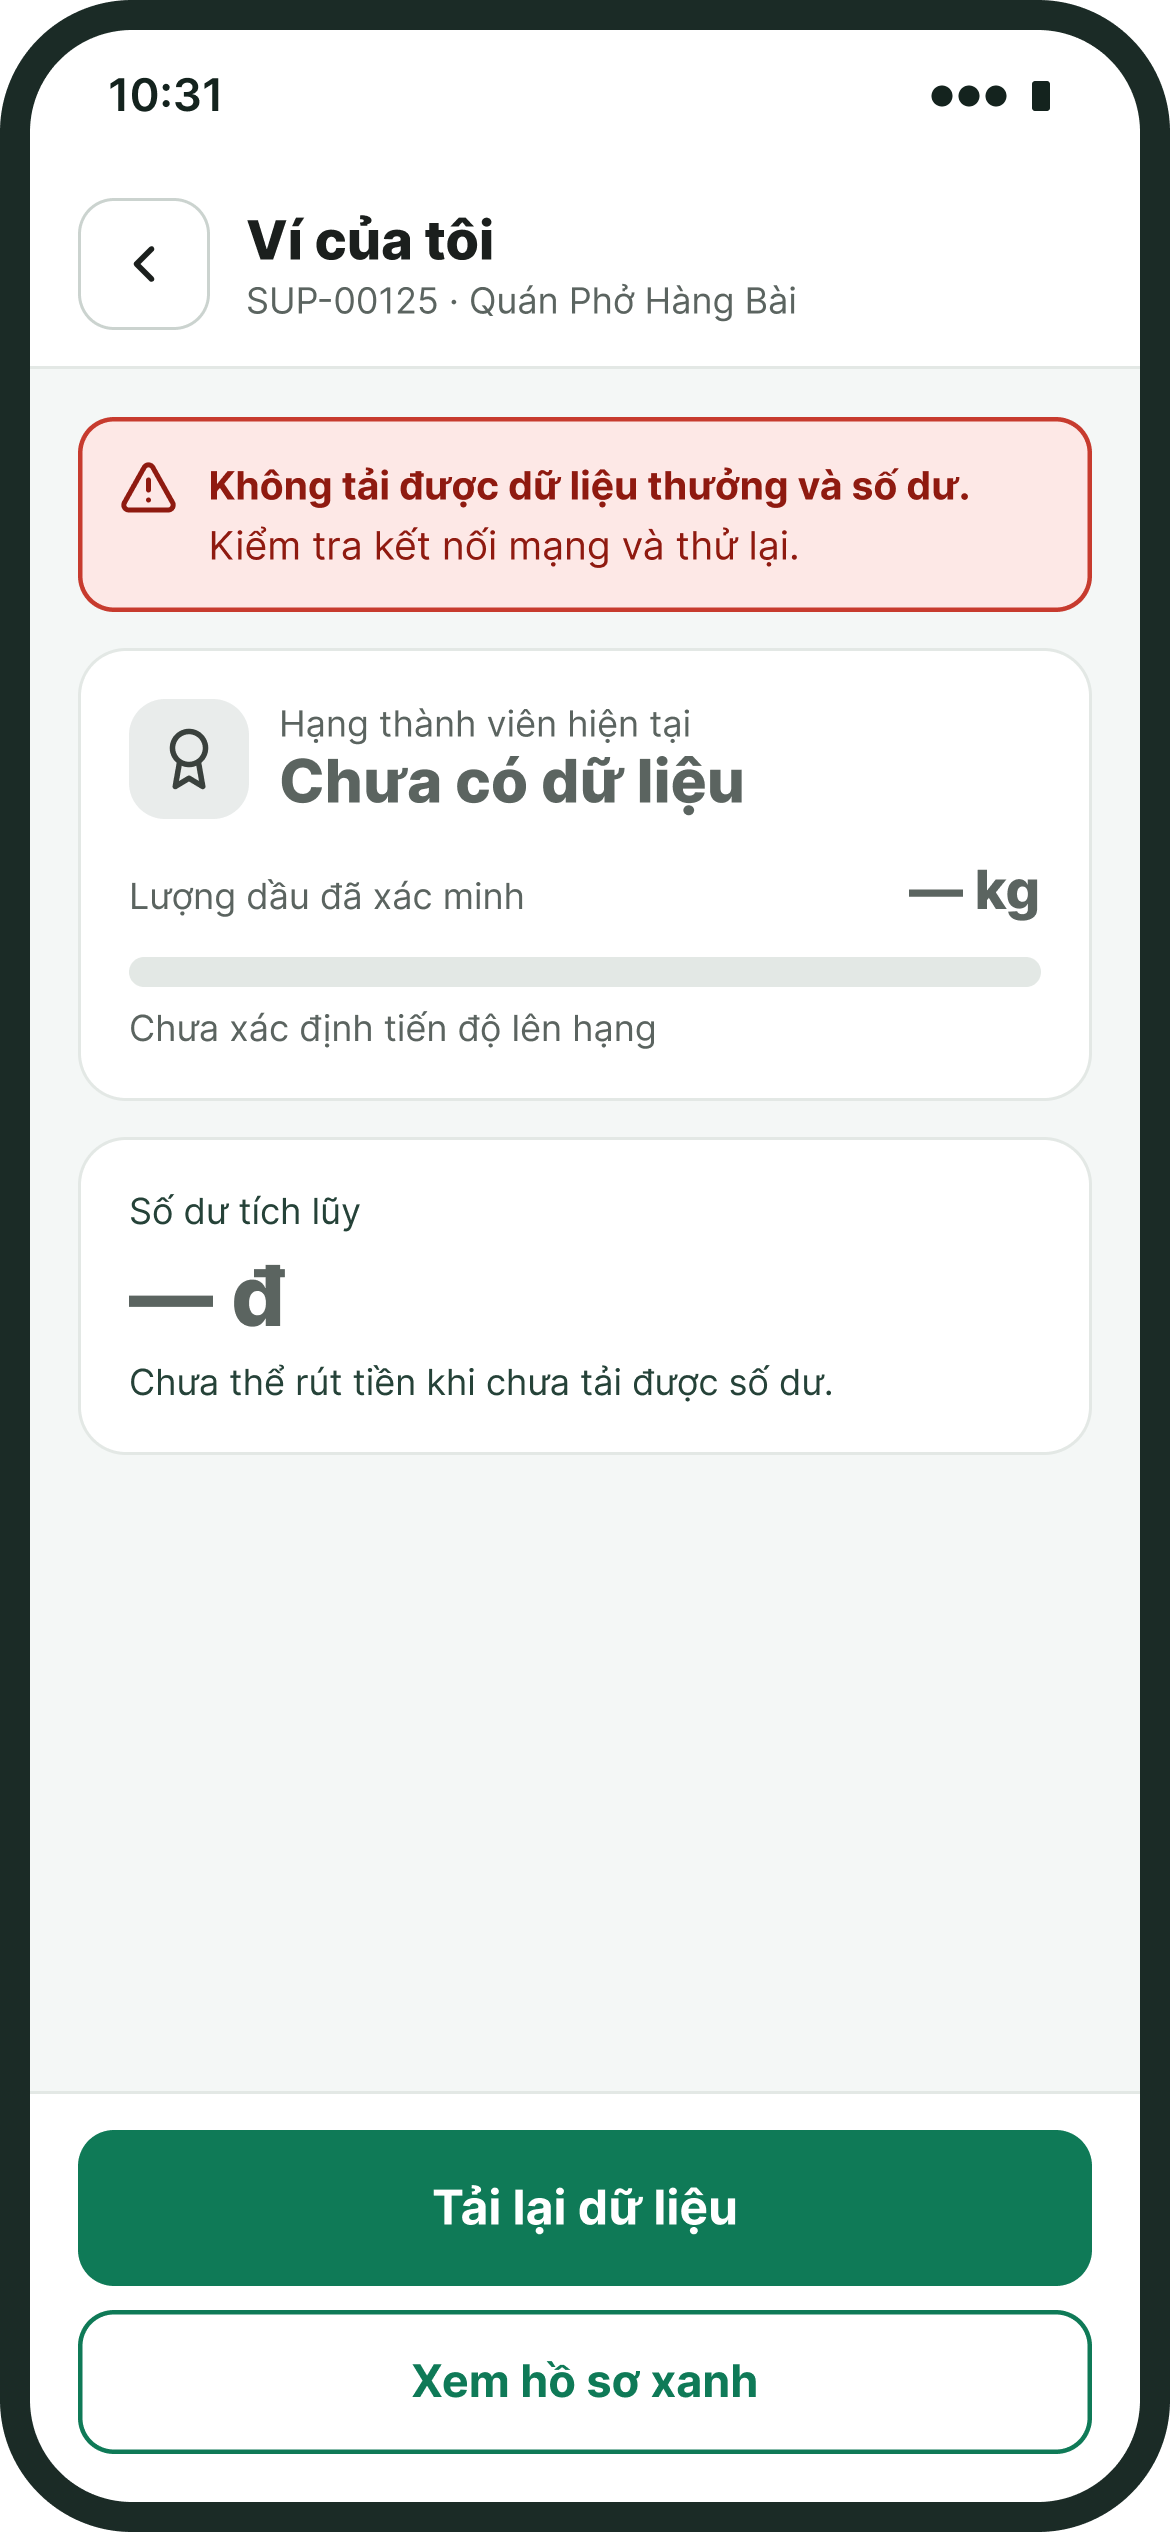 10:31
Ví của tôi
SUP-00125 · Quán Phở Hàng Bài
Không tải được dữ liệu thưởng và số dư.
Kiểm tra kết nối mạng và thử lại.
Hạng thành viên hiện tại
Chưa có dữ liệu
Lượng dầu đã xác minh
— kg
Chưa xác định tiến độ lên hạng
Số dư tích lũy
— đ
Chưa thể rút tiền khi chưa tải được số dư.
Tải lại dữ liệu
Xem hồ sơ xanh